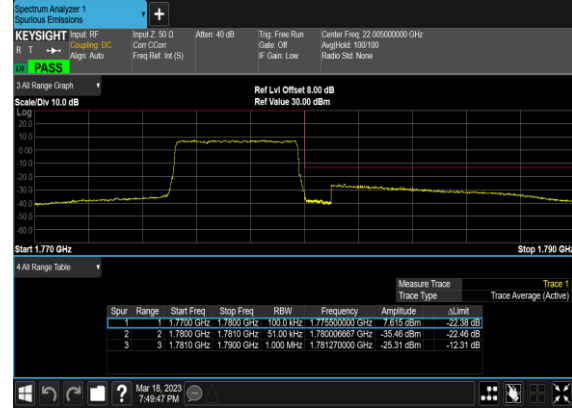 Spectrum Analyzer 1
Spurious Emissions
+
KEYSIGHT Input: RF Input Z: 50 Ω Atten: 40 dB Trig: Free Run Center Freq: 22.005000000 GHz
R T Coupling: DC Corr CCorr Gate: Off Avg|Hold: 100/100
Align: Auto Freq Ref: Int (S) IF Gain: Low Radio Std: None
PASS
3 All Range Graph
Ref Lvl Offset 8.00 dB
Scale/Div 10.0 dB Ref Value 30.00 dBm
Log
20.0
10.0
0.00
-10.0
-20.0
-30.0
-40.0
-50.0
-60.0
Start 1.770 GHz Stop 1.790 GHz
4 All Range Table
Measure Trace Trace 1
Trace Type Trace Average (Active)
Spur Range Start Freq Stop Freq RBW Frequency Amplitude ΔLimit
1 1 1.7700 GHz 1.7800 GHz 100.0 kHz 1.775500000 GHz 7.615 dBm -22.38 dB
2 2 1.7800 GHz 1.7810 GHz 51.00 kHz 1.780006667 GHz -35.46 dBm -22.46 dB
3 3 1.7810 GHz 1.7900 GHz 1.000 MHz 1.781270000 GHz -25.31 dBm -12.31 dB
? Mar 18, 2023
7:49:47 PM